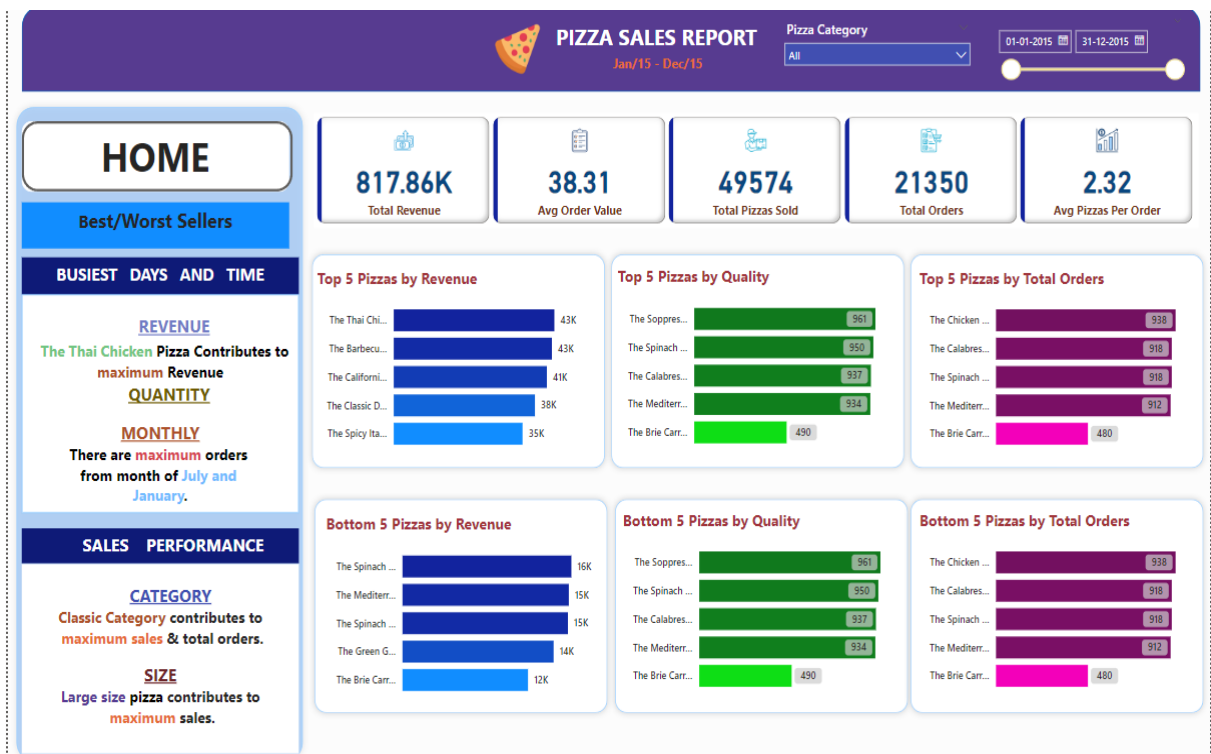 PIZZA SALES REPORT
Jan/15 - Dec/15
Pizza Category
All
01-01-2015
31-12-2015
HOME
Best/Worst Sellers
BUSIEST DAYS AND TIME
REVENUE
The Thai Chicken Pizza Contributes to
maximum Revenue
QUANTITY
MONTHLY
There are maximum orders
from month of July and
January.
SALES PERFORMANCE
CATEGORY
Classic Category contributes to
maximum sales & total orders.
SIZE
Large size pizza contributes to
maximum sales.
817.86K
Total Revenue
38.31
Avg Order Value
49574
Total Pizzas Sold
21350
Total Orders
2.32
Avg Pizzas Per Order
Top 5 Pizzas by Revenue
The Thai Chi... 43K
The Barbecu... 43K
The Californi... 41K
The Classic D... 38K
The Spicy Ita... 35K
Top 5 Pizzas by Quality
The Soppres... 961
The Spinach ... 950
The Calabres... 937
The Mediterr... 934
The Brie Carr... 490
Top 5 Pizzas by Total Orders
The Chicken ... 938
The Calabres... 918
The Spinach ... 918
The Mediterr... 912
The Brie Carr... 480
Bottom 5 Pizzas by Revenue
The Spinach ... 16K
The Mediterr... 15K
The Spinach ... 15K
The Green G... 14K
The Brie Carr... 12K
Bottom 5 Pizzas by Quality
The Soppres... 961
The Spinach ... 950
The Calabres... 937
The Mediterr... 934
The Brie Carr... 490
Bottom 5 Pizzas by Total Orders
The Chicken ... 938
The Calabres... 918
The Spinach ... 918
The Mediterr... 912
The Brie Carr... 480